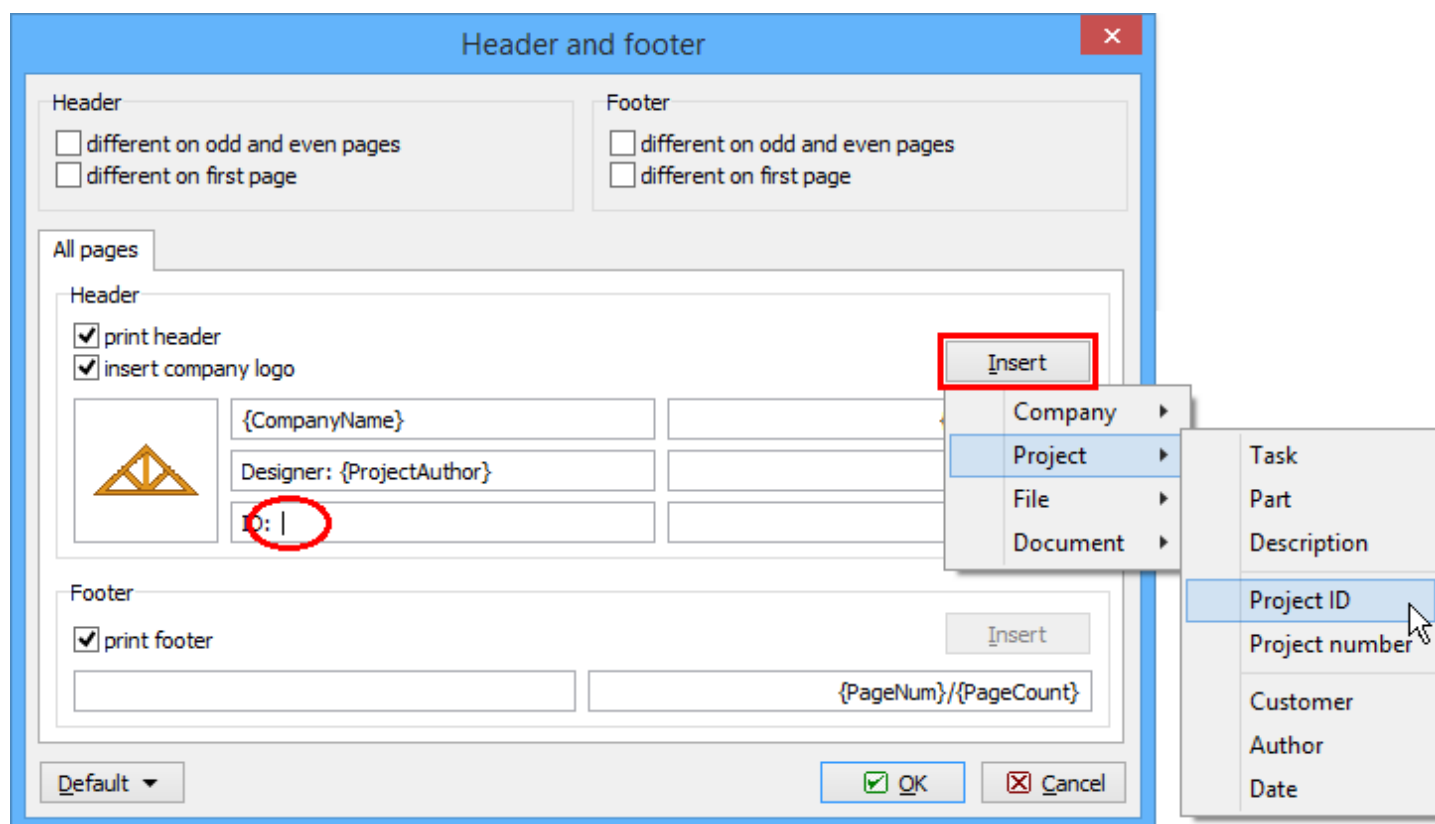 Header and footer
Header
Footer
different on odd and even pages
different on odd and even pages
different on first page
different on first page
All pages
Header
print header
insert company logo
Insert
{CompanyName}
{
Company
Designer: {ProjectAuthor}
Project
Task
File
Part
ID:
Document
Description
Footer
Project ID
print footer
Insert
Project number
{PageNum}/{PageCount}
Customer
Author
Default
OK
Cancel
Date